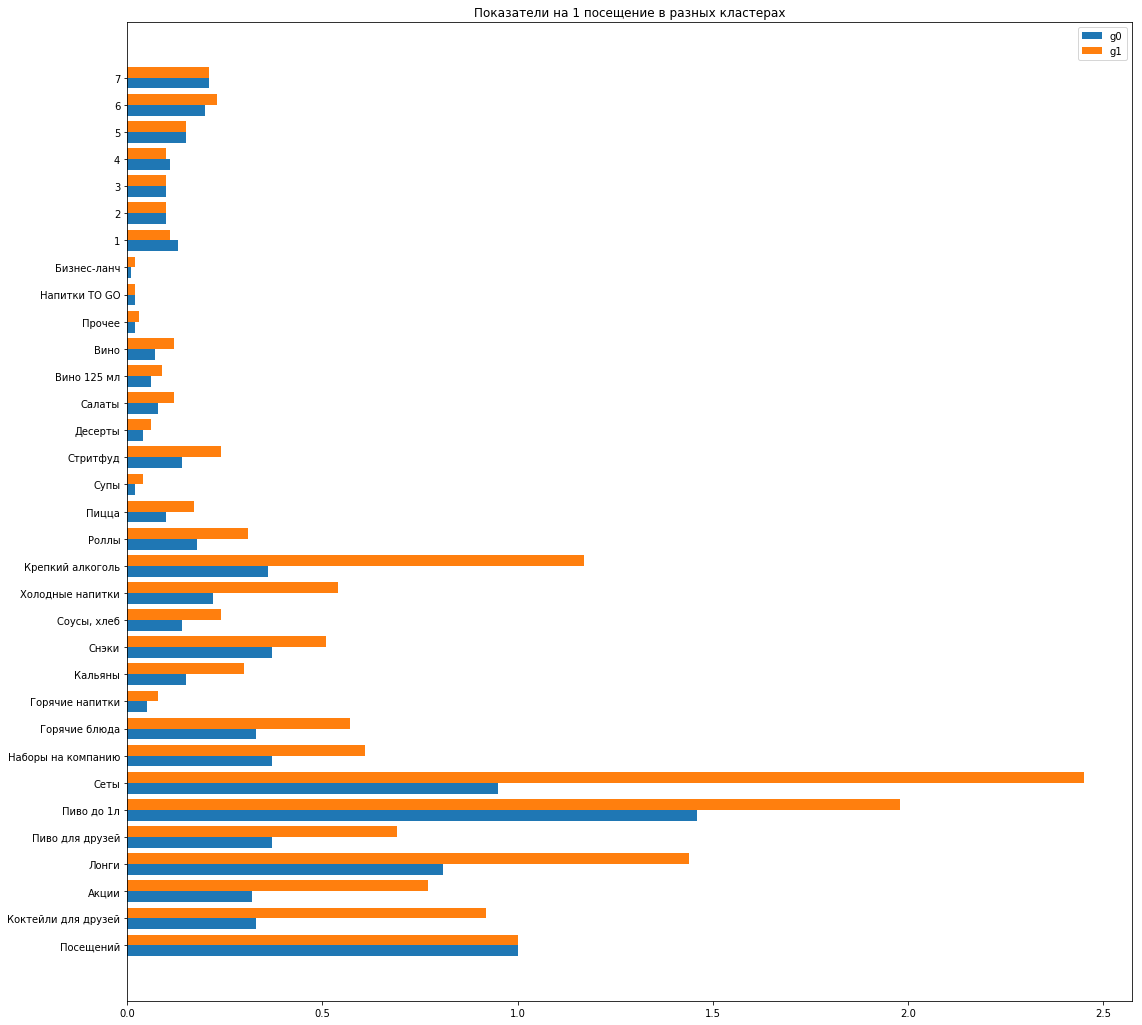 Показатели на 1 посещение в разных кластерах
g0
g1
7
6
5
4
3
2
1
Бизнес-ланч
Напитки TO GO
Прочее
Вино
Вино 125 мл
Салаты
Десерты
Стритфуд
Супы
Пицца
Роллы
Крепкий алкоголь
Холодные напитки
Соусы, хлеб
Снэки
Кальяны
Горячие напитки
Горячие блюда
Наборы на компанию
Сеты
Пиво до 1л
Пиво для друзей
Лонги
Акции
Коктейли для друзей
Посещений
0.0 0.5 1.0 1.5 2.0 2.5